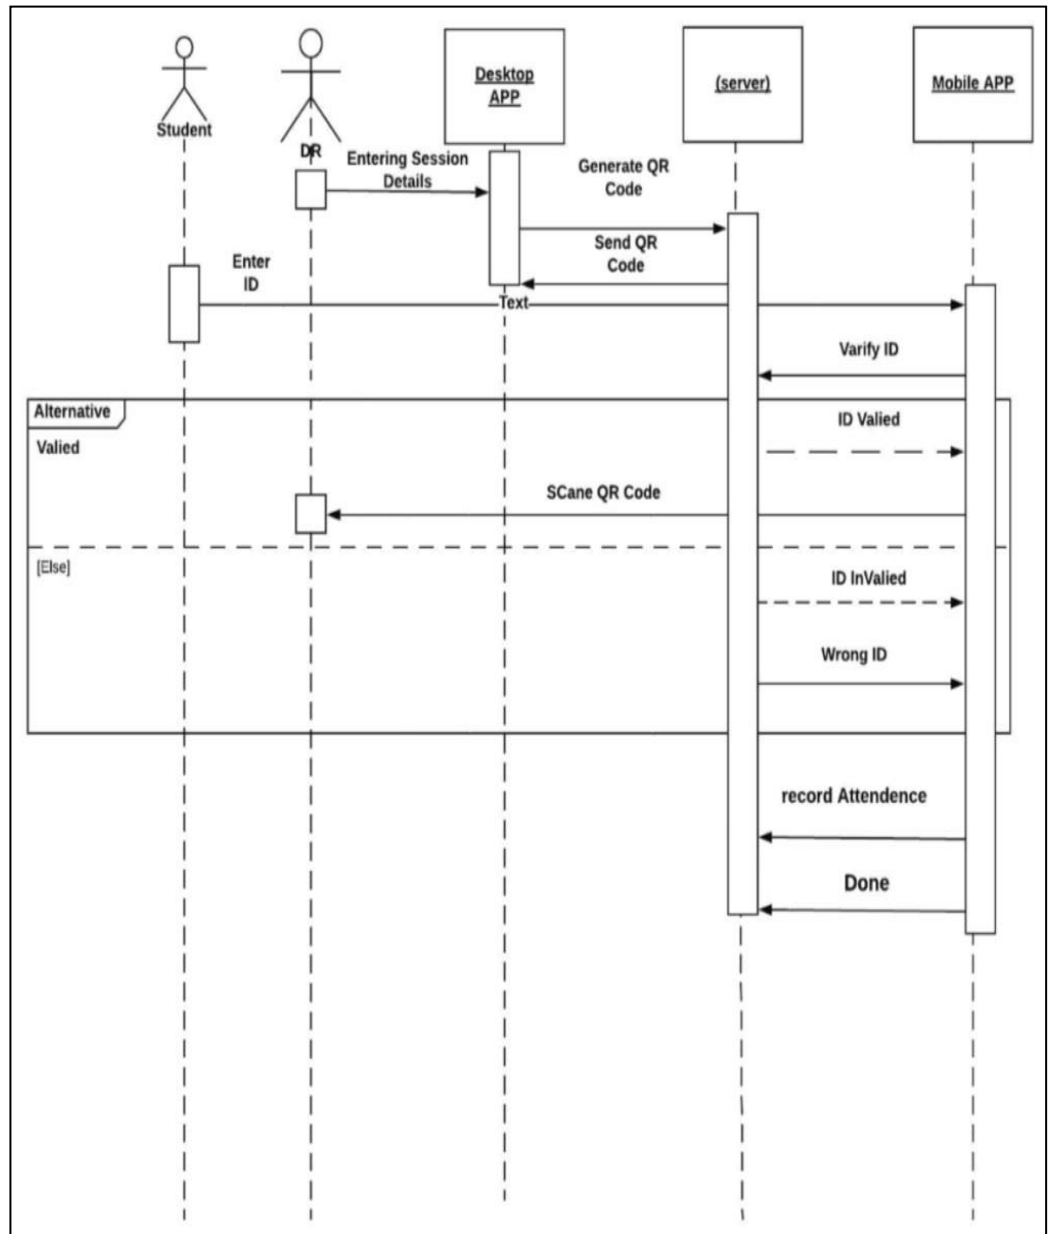 Student
DR
Desktop
APP
(server)
Mobile APP
Entering Session
Details
Generate QR
Code
Send QR
Code
Enter
ID
Text
Varify ID
Alternative
Valied
ID Valied
SCane QR Code
[Else]
ID InValied
Wrong ID
record Attendence
Done